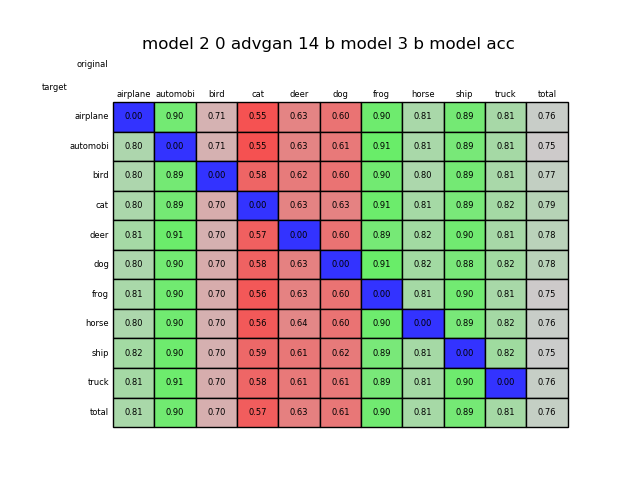 model 2 0 advgan 14 b model 3 b model acc
original
target
airplane automobi bird cat deer dog frog horse ship truck total
airplane 0.00 0.90 0.71 0.55 0.63 0.60 0.90 0.81 0.89 0.81 0.76
automobi 0.80 0.00 0.71 0.55 0.63 0.61 0.91 0.81 0.89 0.81 0.75
bird 0.80 0.89 0.00 0.58 0.62 0.60 0.90 0.80 0.89 0.81 0.77
cat 0.80 0.89 0.70 0.00 0.63 0.63 0.91 0.81 0.89 0.82 0.79
deer 0.81 0.91 0.70 0.57 0.00 0.60 0.89 0.82 0.90 0.81 0.78
dog 0.80 0.90 0.70 0.58 0.63 0.00 0.91 0.82 0.88 0.82 0.78
frog 0.81 0.90 0.70 0.56 0.63 0.60 0.00 0.81 0.90 0.81 0.75
horse 0.80 0.90 0.70 0.56 0.64 0.60 0.90 0.00 0.89 0.82 0.76
ship 0.82 0.90 0.70 0.59 0.61 0.62 0.89 0.81 0.00 0.82 0.75
truck 0.81 0.91 0.70 0.58 0.61 0.61 0.89 0.81 0.90 0.00 0.76
total 0.81 0.90 0.70 0.57 0.63 0.61 0.90 0.81 0.89 0.81 0.76